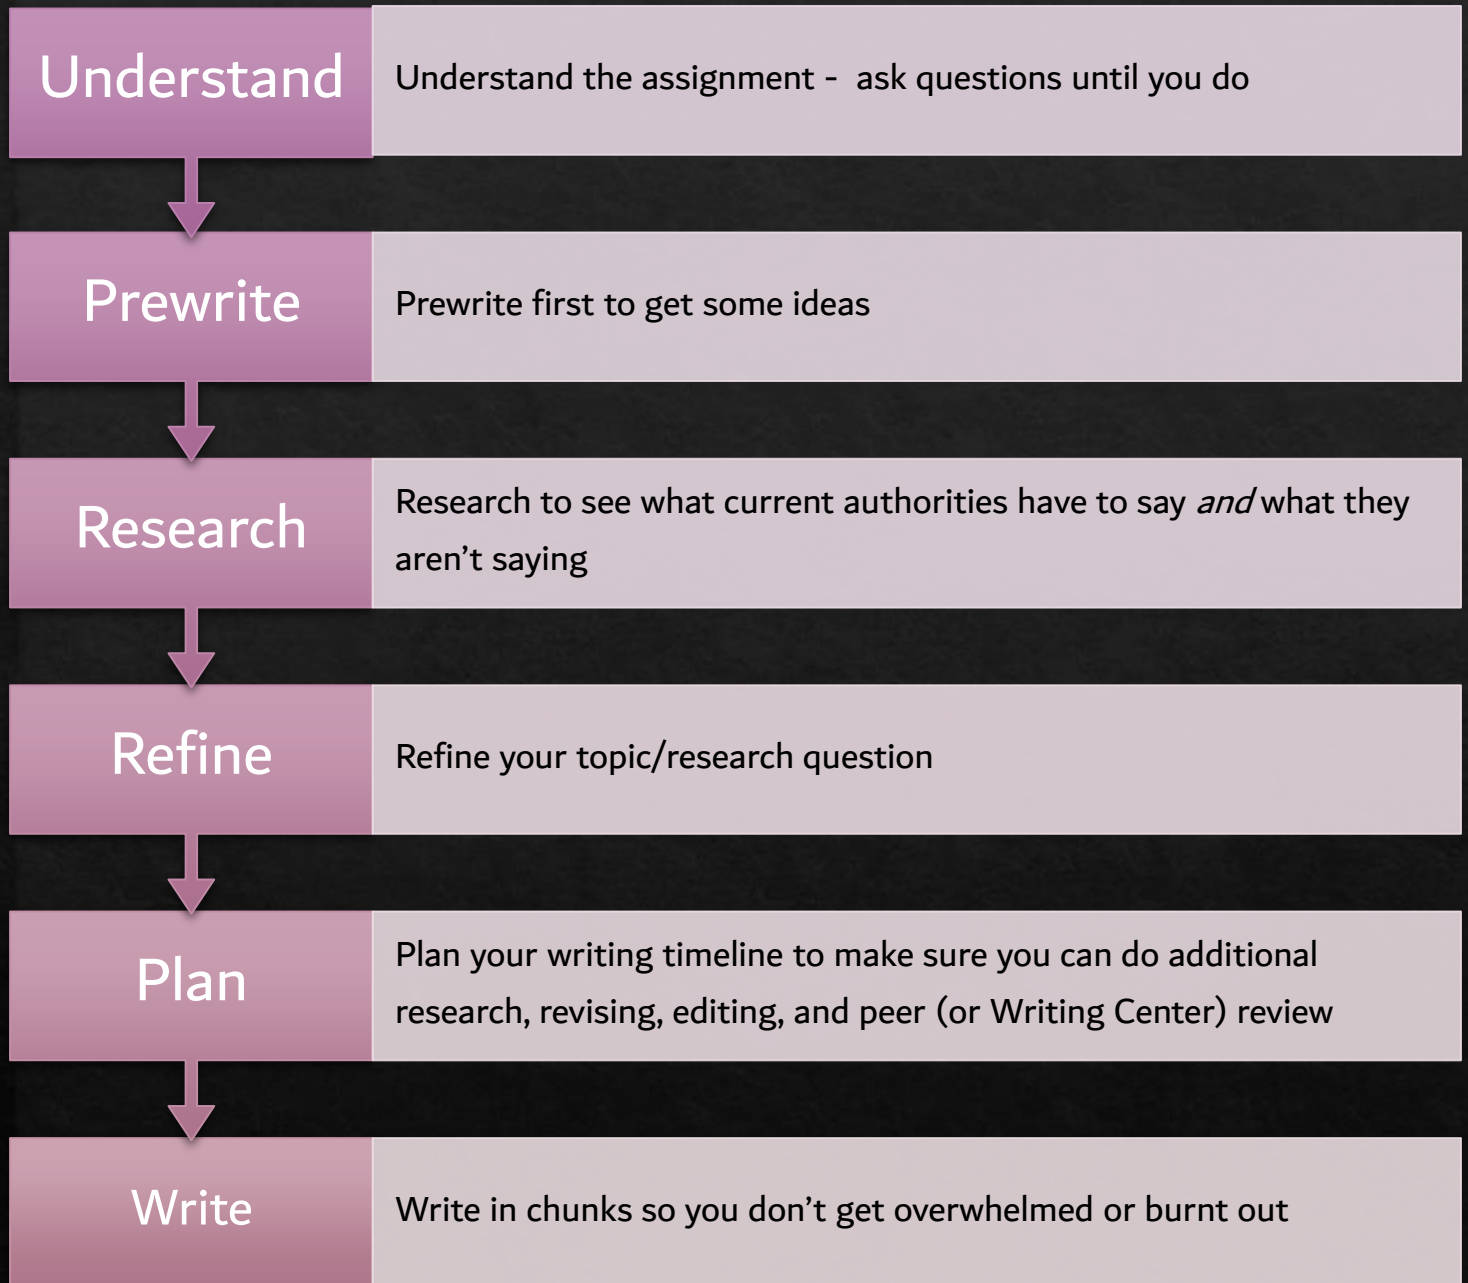 Understand
Understand the assignment -  ask questions until you do
Prewrite
Prewrite first to get some ideas
Research
Research to see what current authorities have to say and what they
aren’t saying
Refine
Refine your topic/research question
Plan
Plan your writing timeline to make sure you can do additional
research, revising, editing, and peer (or Writing Center) review
Write
Write in chunks so you don’t get overwhelmed or burnt out